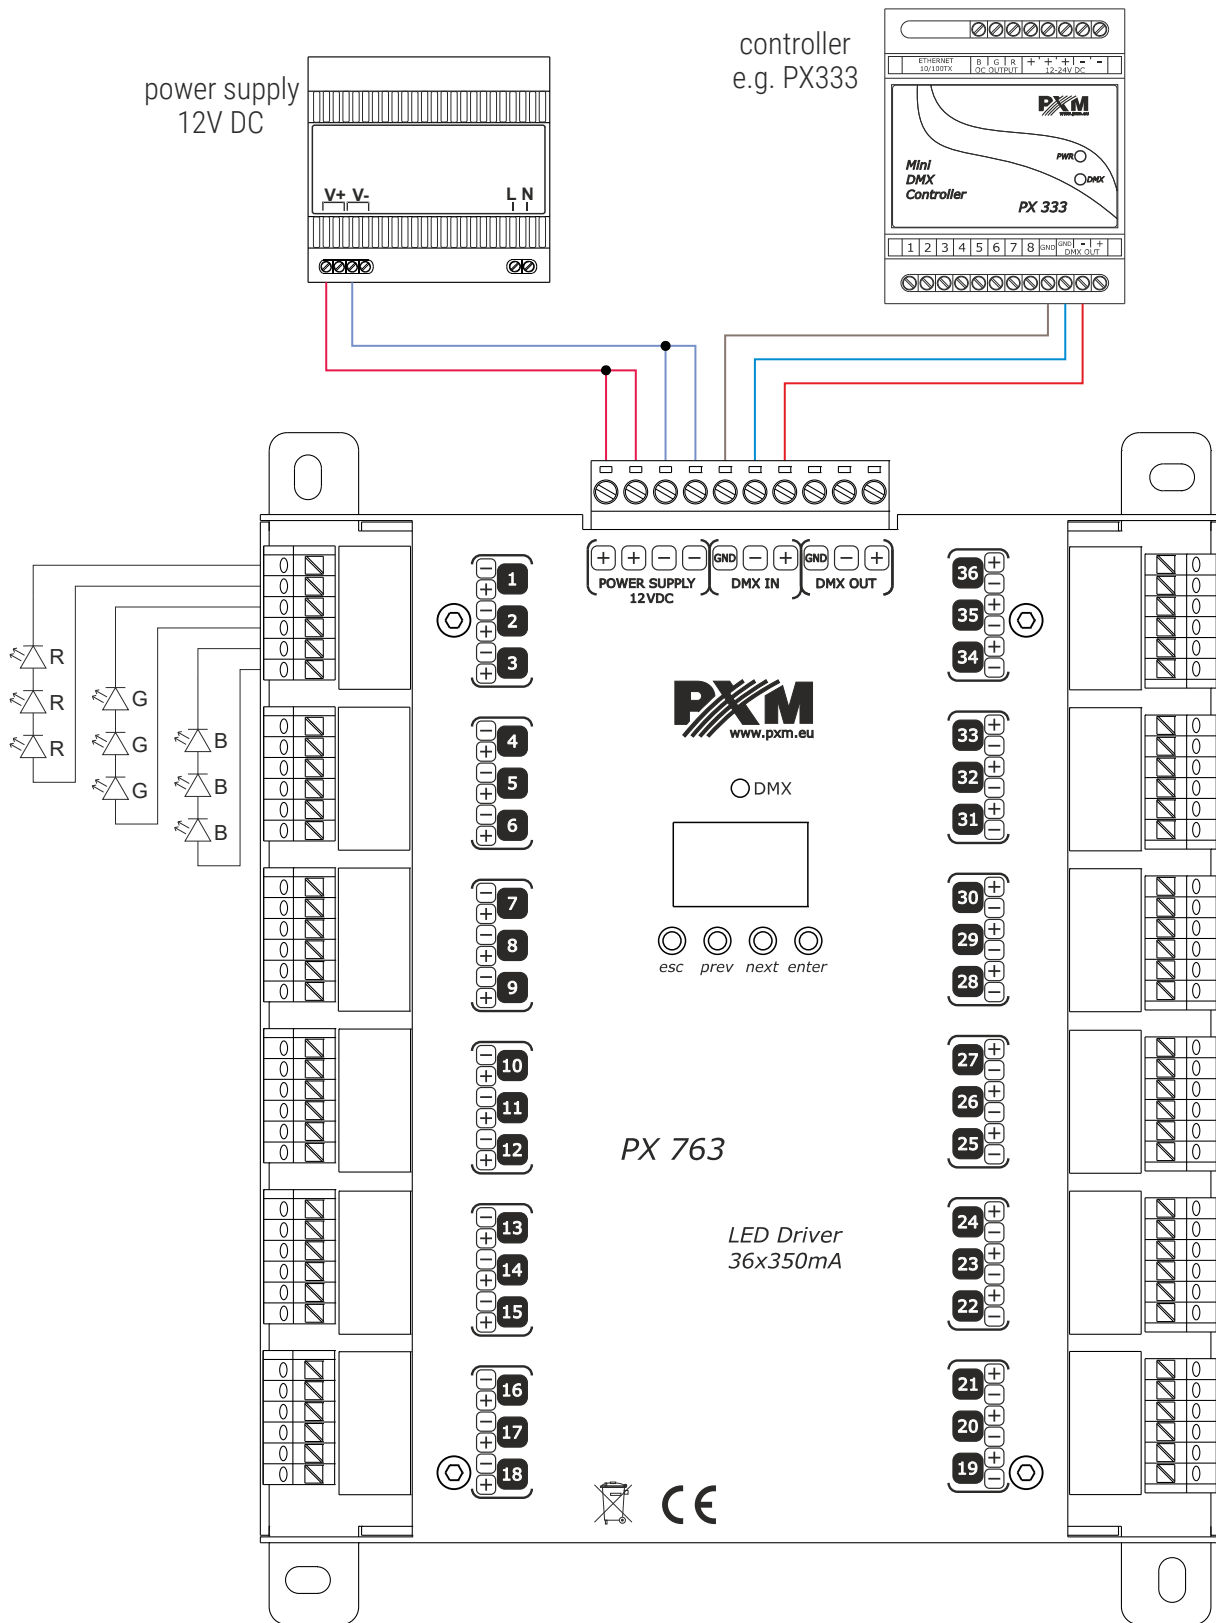 controller
e.g. PX333
power supply
12V DC
V+ V-
L N
ETHERNET
10/100TX
B G R + + + - -
OC OUTPUT 12-24V DC
PXM
www.pxm.eu
PWR
DMX
Mini
DMX
Controller
PX 333
1 2 3 4 5 6 7 8 GND GND - +
DMX OUT
+ + − − GND − + GND − +
POWER SUPPLY
12VDC
DMX IN
DMX OUT
R
R
R
G
G
G
B
B
B
− 1
+
− 2
+
− 3
+
− 4
+
− 5
+
− 6
+
− 7
+
− 8
+
− 9
+
− 10
+
− 11
+
− 12
+
− 13
+
− 14
+
− 15
+
− 16
+
− 17
+
− 18
+
PXM
www.pxm.eu
DMX
esc prev next enter
PX 763
LED Driver
36x350mA
CE
36 +
−
35 +
−
34 +
−
33 +
−
32 +
−
31 +
−
30 +
−
29 +
−
28 +
−
27 +
−
26 +
−
25 +
−
24 +
−
23 +
−
22 +
−
21 +
−
20 +
−
19 +
−